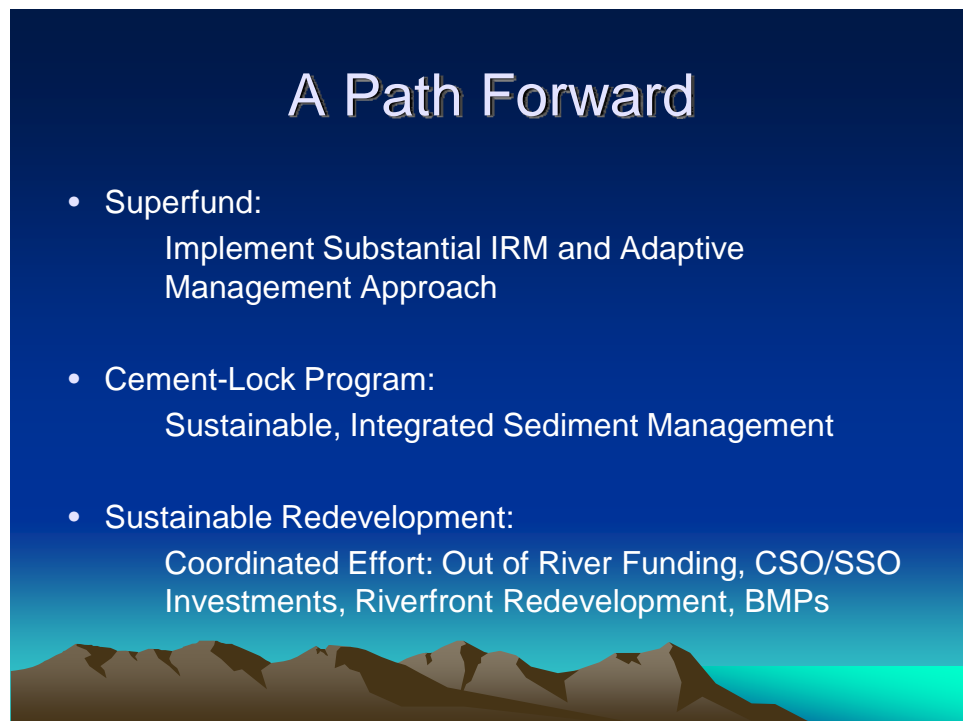 A Path Forward
• Superfund:
Implement Substantial IRM and Adaptive
Management Approach
• Cement-Lock Program:
Sustainable, Integrated Sediment Management
• Sustainable Redevelopment:
Coordinated Effort: Out of River Funding, CSO/SSO
Investments, Riverfront Redevelopment, BMPs